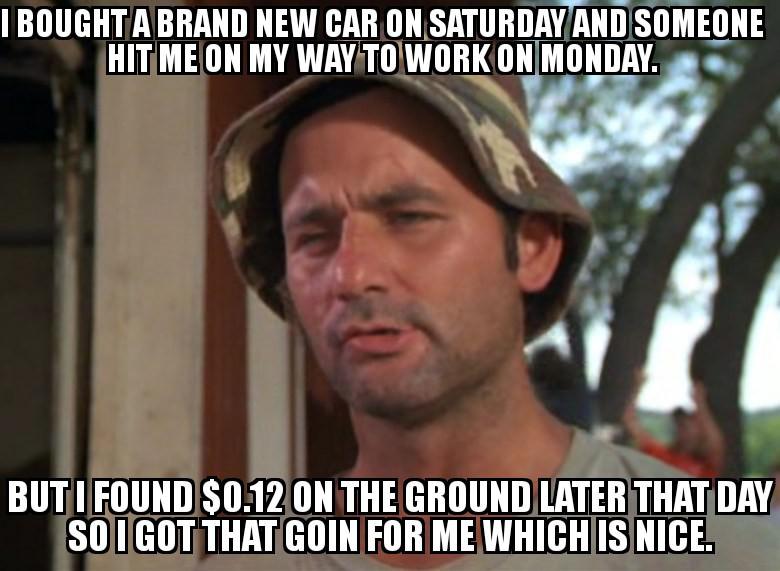 I BOUGHT A BRAND NEW CAR ON SATURDAY AND SOMEONE
HIT ME ON MY WAY TO WORK ON MONDAY.
BUT I FOUND $0.12 ON THE GROUND LATER THAT DAY
SO I GOT THAT GOIN FOR ME WHICH IS NICE.